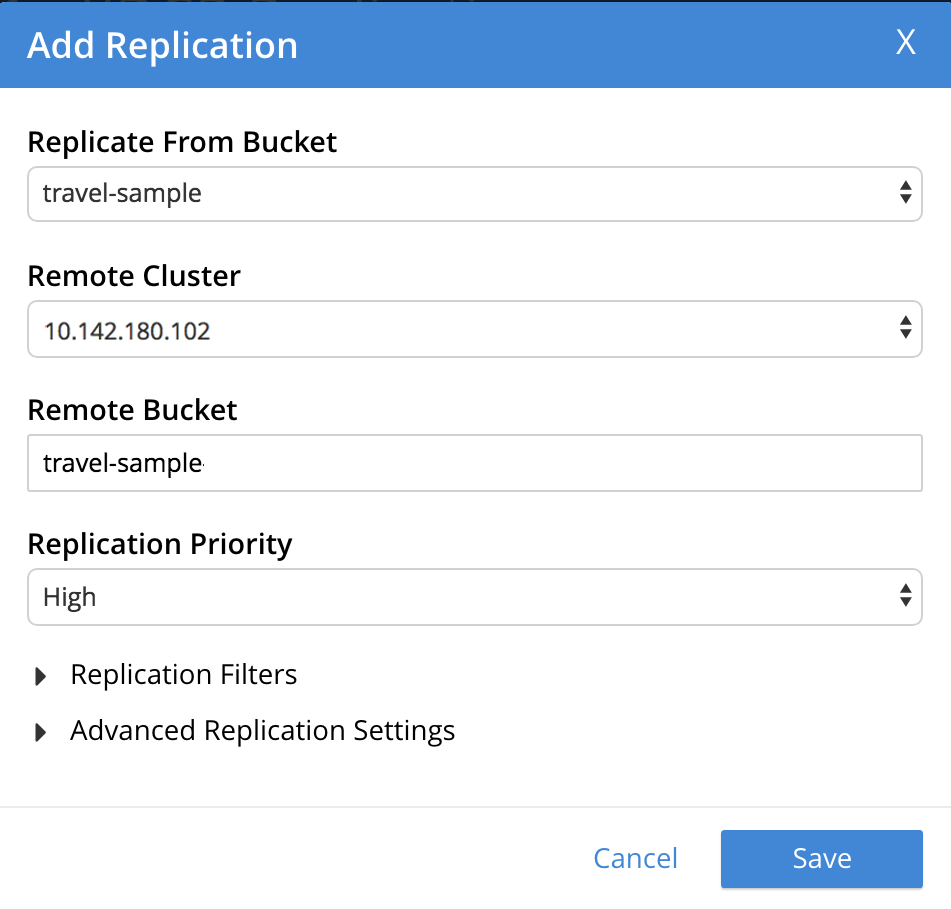 Add Replication X
Replicate From Bucket
travel-sample
Remote Cluster
10.142.180.102
Remote Bucket
travel-sample
Replication Priority
High
Replication Filters
Advanced Replication Settings
Cancel Save